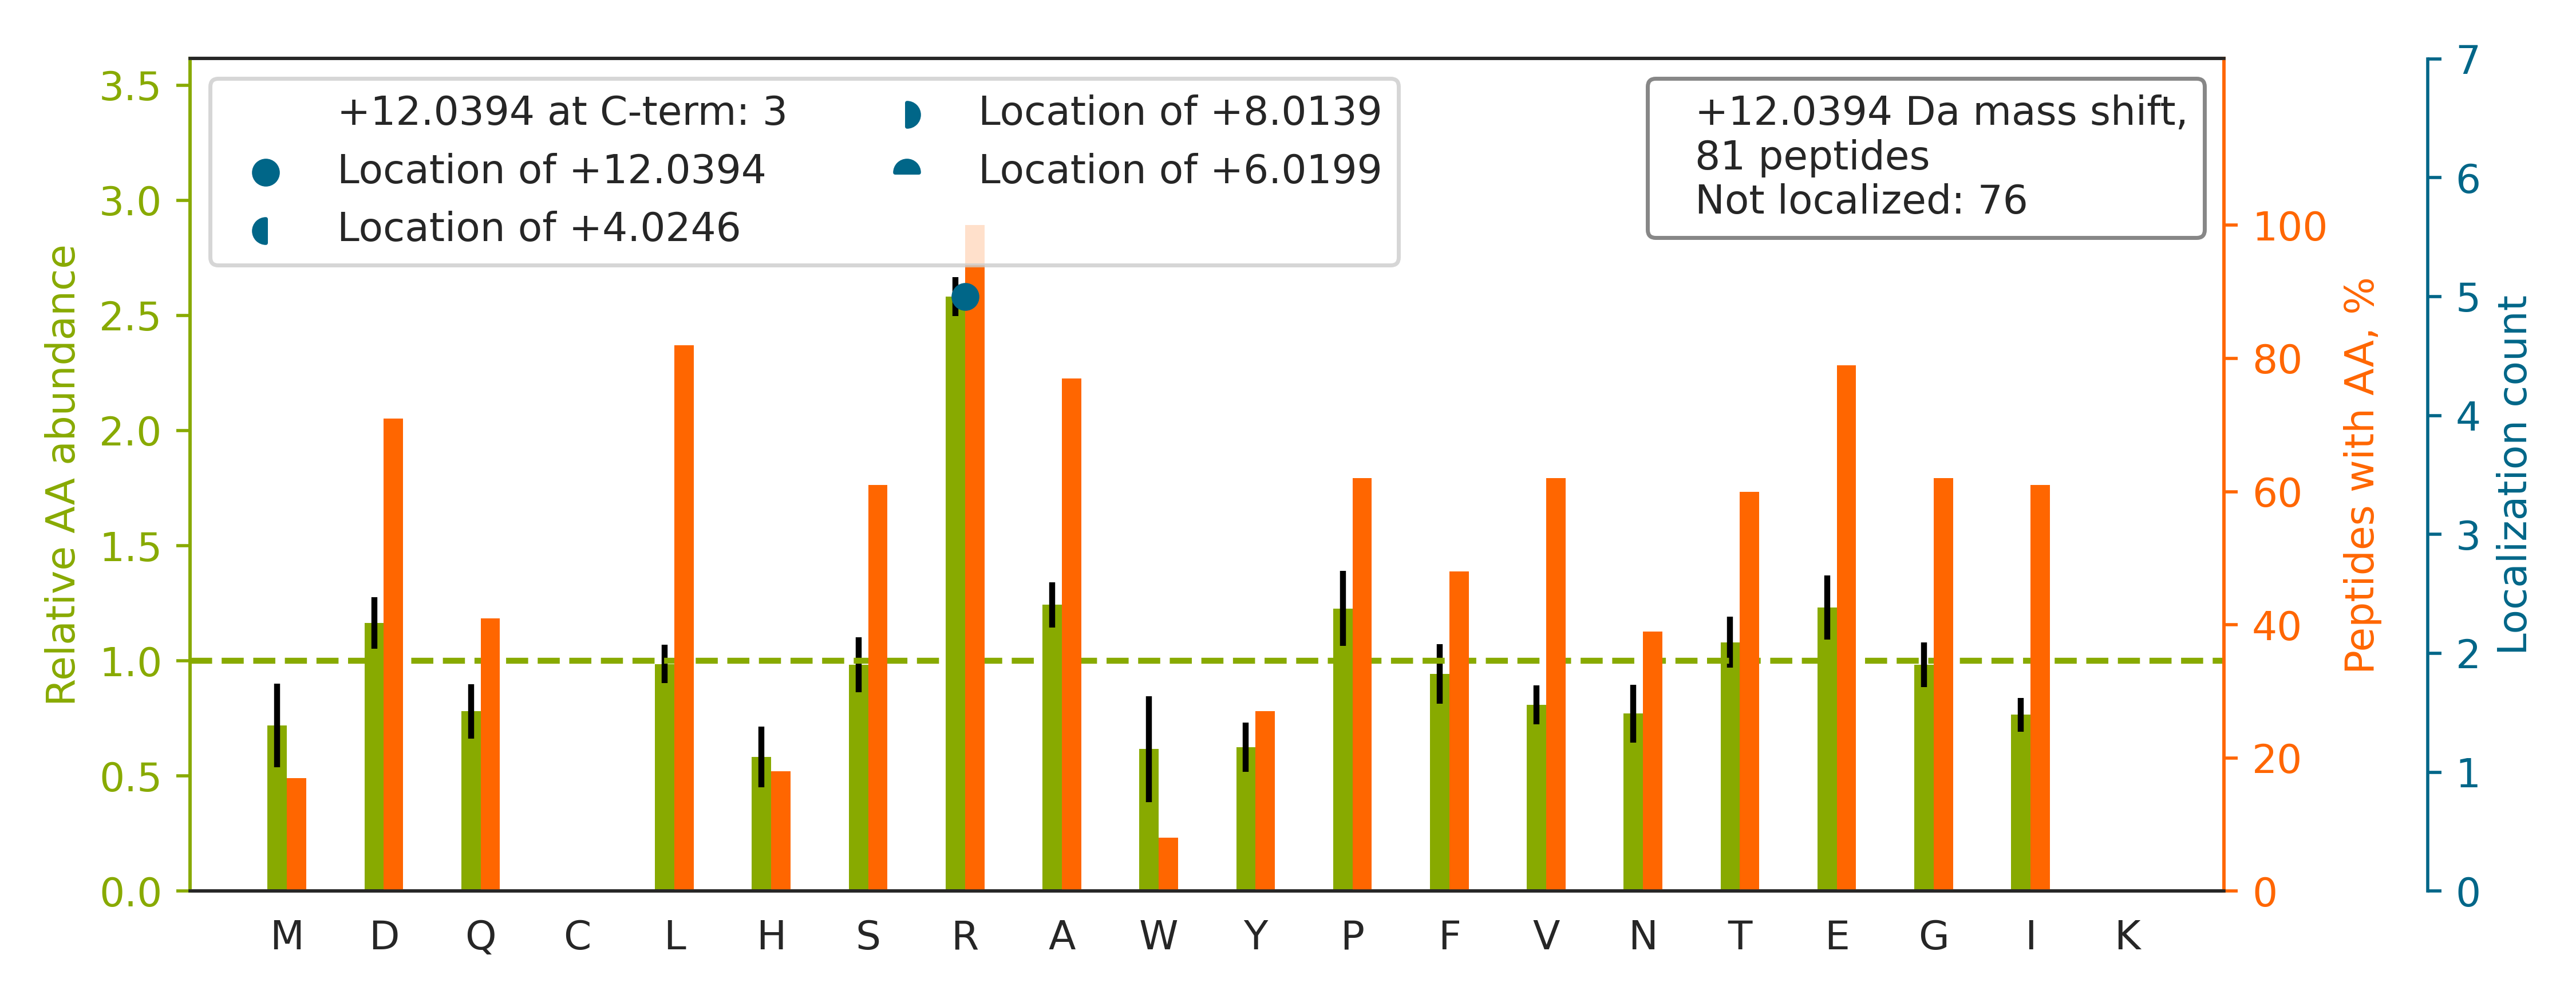 +12.0394 at C-term: 3
Location of +12.0394
Location of +4.0246
Location of +8.0139
Location of +6.0199
+12.0394 Da mass shift,
81 peptides
Not localized: 76
Relative AA abundance
3.5
3.0
2.5
2.0
1.5
1.0
0.5
0.0
M D Q C L H S R A W Y P F V N T E G I K
100
80
60
40
20
0
Peptides with AA, %
7
6
5
4
3
2
1
0
Localization count